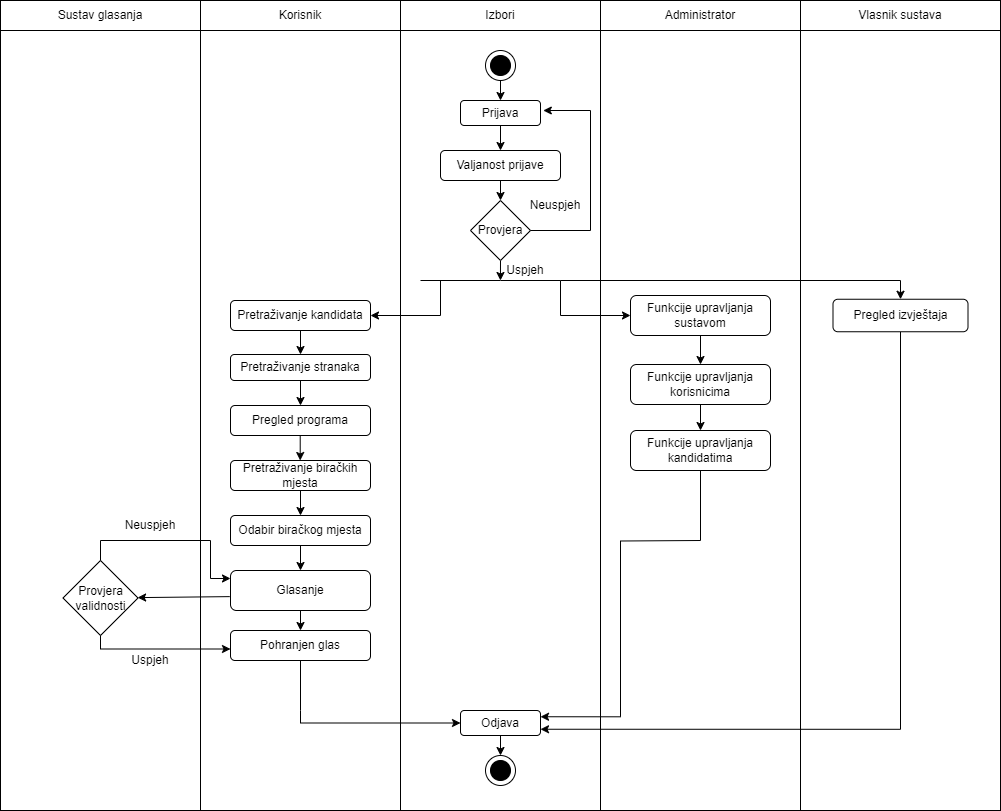 Sustav glasanja
Korisnik
Izbori
Administrator
Vlasnik sustava
Prijava
Valjanost prijave
Neuspjeh
Provjera
Uspjeh
Pretraživanje kandidata
Funkcije upravljanja
sustavom
Pregled izvještaja
Pretraživanje stranaka
Funkcije upravljanja
korisnicima
Pregled programa
Funkcije upravljanja
kandidatima
Pretraživanje biračkih
mjesta
Neuspjeh
Odabir biračkog mjesta
Provjera
validnosti
Glasanje
Pohranjen glas
Uspjeh
Odjava